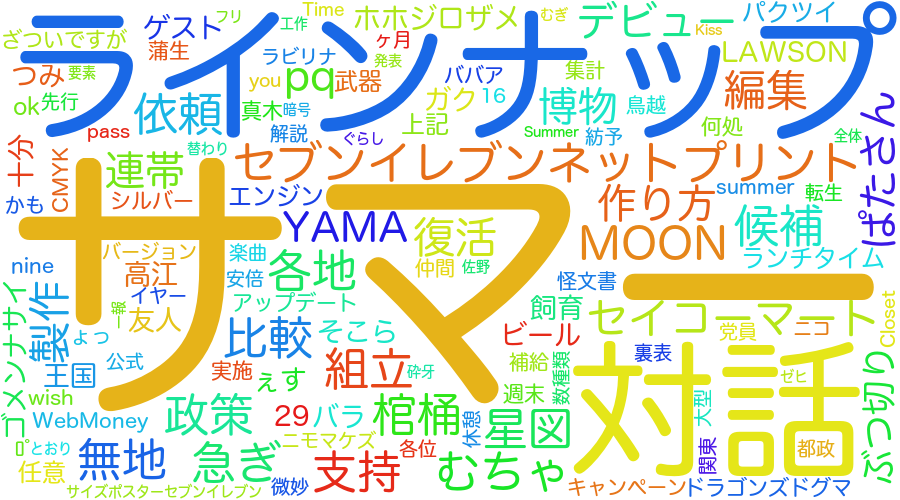 フリ
工作
Time
ホホジロザメ
むぎ
デビュー
パクツイ
ざついですが
ゲスト
蒲生
ヶ月
発表
Kiss
ラインナップ
つみ
要素
ラビリナ
you
pq
武器
ババア
集計
LAWSON
ok
先行
依頼
真木
暗号
ガク
16
博物
鳥越
編集
pass
解説
上記
Summer
紡予
何処
全体
十分
CMYK
連帯
替わり
ぐらし
セブンイレブンネットプリント
ぱたさん
かも
シルバー
エンジン
YAMA
作り方
summer
転生
候補
nine
バージョン
楽曲
各地
復活
MOON
ランチタイム
高江
安倍
仲間
佐野
怪文書
サマー
イヤー
アップデート
飼育
セイコーマート
Closet
ゴメンナサイ
製作
ょっ
友人
比較
そこら
ビール
党員
ニコ
公式
補給
裏表
王国
実施
えす
組立
週末
数種類
砕牙
対話
ゼヒ
wish
WebMoney
政策
29
バラ
棺桶
休憩
星図
大型
ぶつ切り
とおり
無地
急ぎ
ニモマケズ
支持
各位
むちゃ
関東
都政
任意
サイズポスターセブンイレブン
微妙
キャンペーン
ドラゴンズドグマ